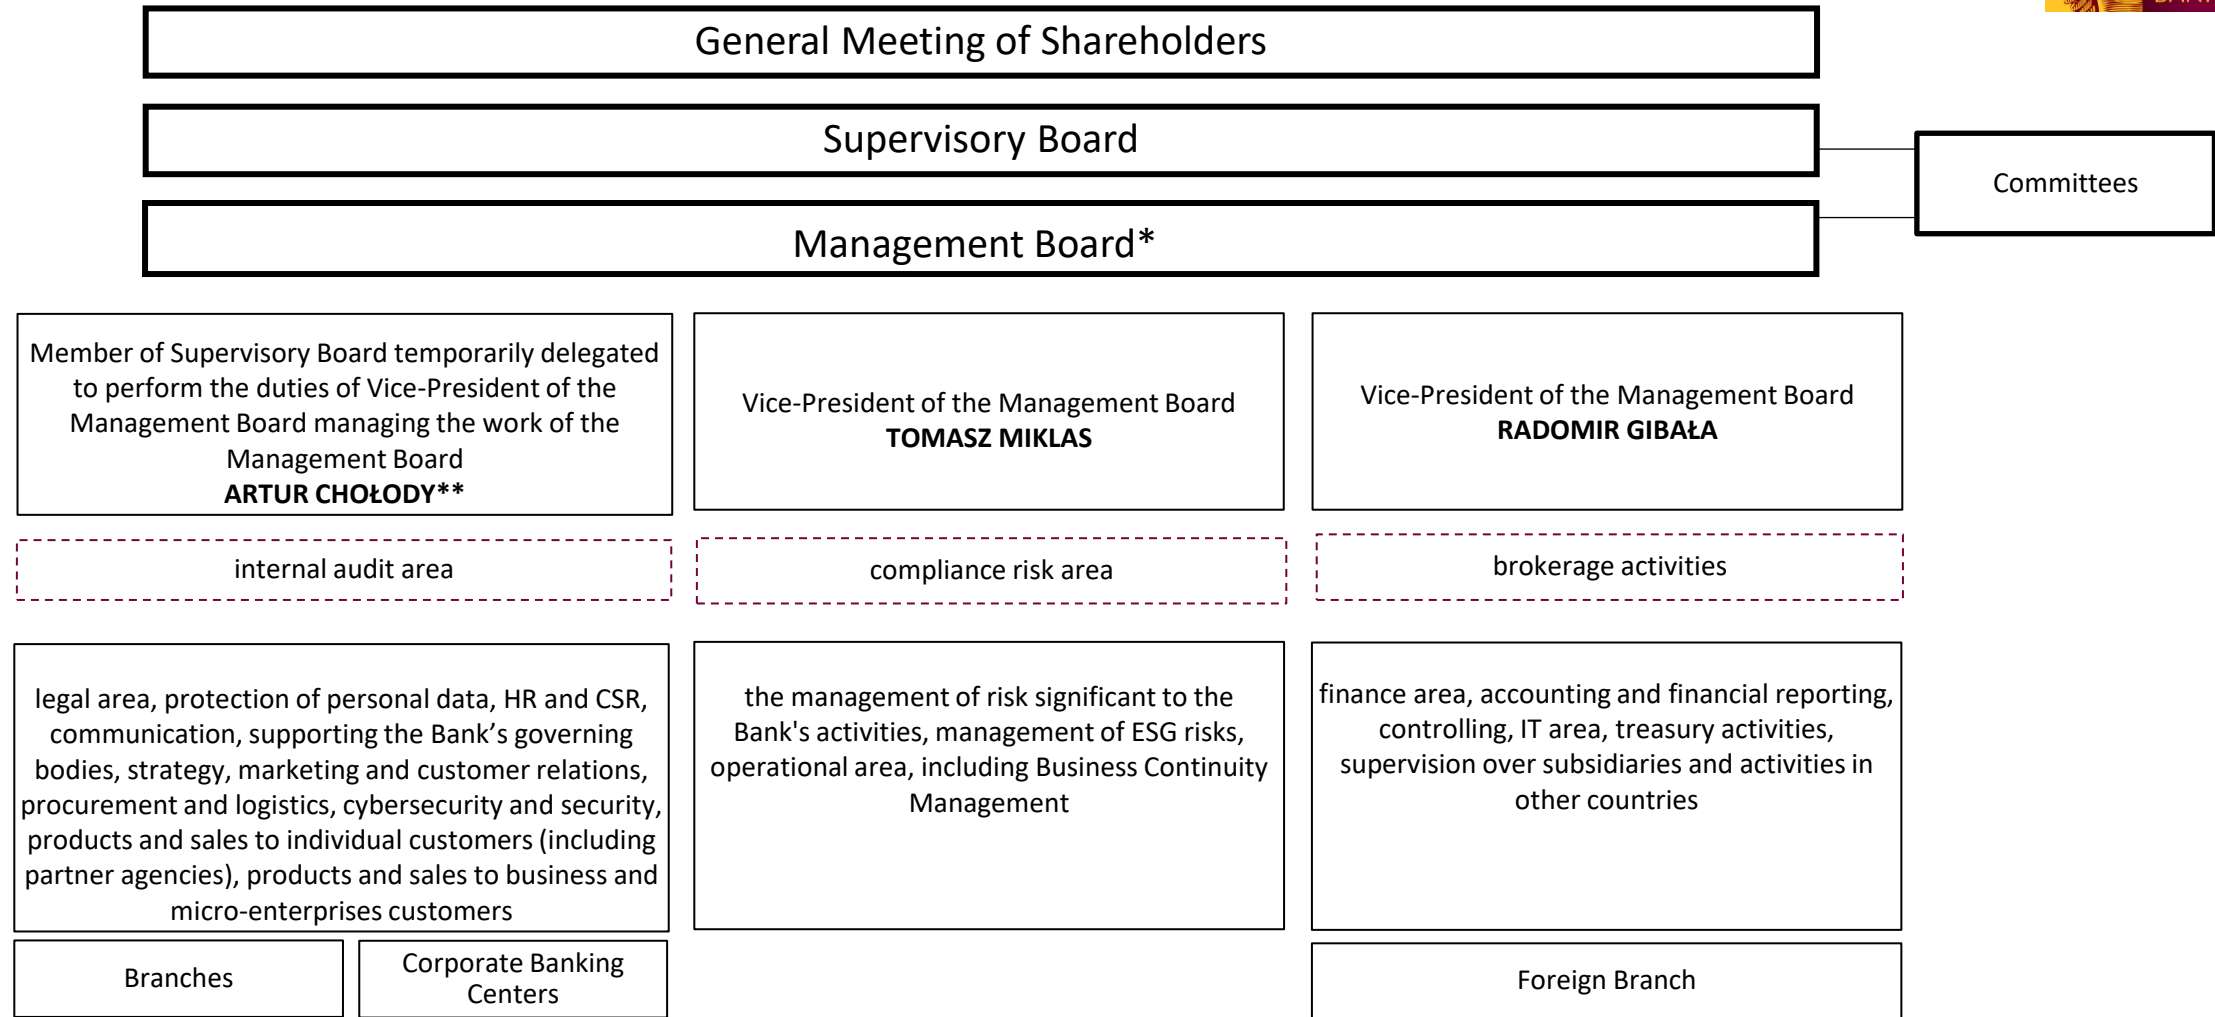 General Meeting of Shareholders
Supervisory Board
Committees
Management Board*
Member of Supervisory Board temporarily delegated
to perform the duties of Vice-President of the
Management Board managing the work of the
Management Board
ARTUR CHOŁODY**
Vice-President of the Management Board
TOMASZ MIKLAS
Vice-President of the Management Board
RADOMIR GIBAŁA
internal audit area
compliance risk area
brokerage activities
legal area, protection of personal data, HR and CSR,
communication, supporting the Bank’s governing
bodies, strategy, marketing and customer relations,
procurement and logistics, cybersecurity and security,
products and sales to individual customers (including
partner agencies), products and sales to business and
micro-enterprises customers
the management of risk significant to the
Bank's activities, management of ESG risks,
operational area, including Business Continuity
Management
finance area, accounting and financial reporting,
controlling, IT area, treasury activities,
supervision over subsidiaries and activities in
other countries
Branches
Corporate Banking
Centers
Foreign Branch